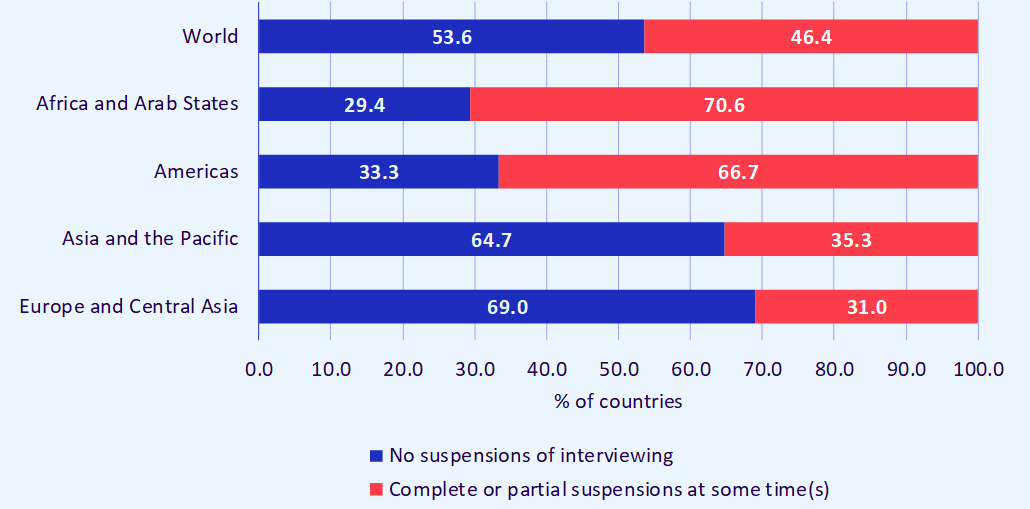 World 53.6 46.4
Africa and Arab States 29.4 70.6
Americas 33.3 66.7
Asia and the Pacific 64.7 35.3
Europe and Central Asia 69.0 31.0
0.0 10.0 20.0 30.0 40.0 50.0 60.0 70.0 80.0 90.0 100.0
% of countries
No suspensions of interviewing
Complete or partial suspensions at some time(s)